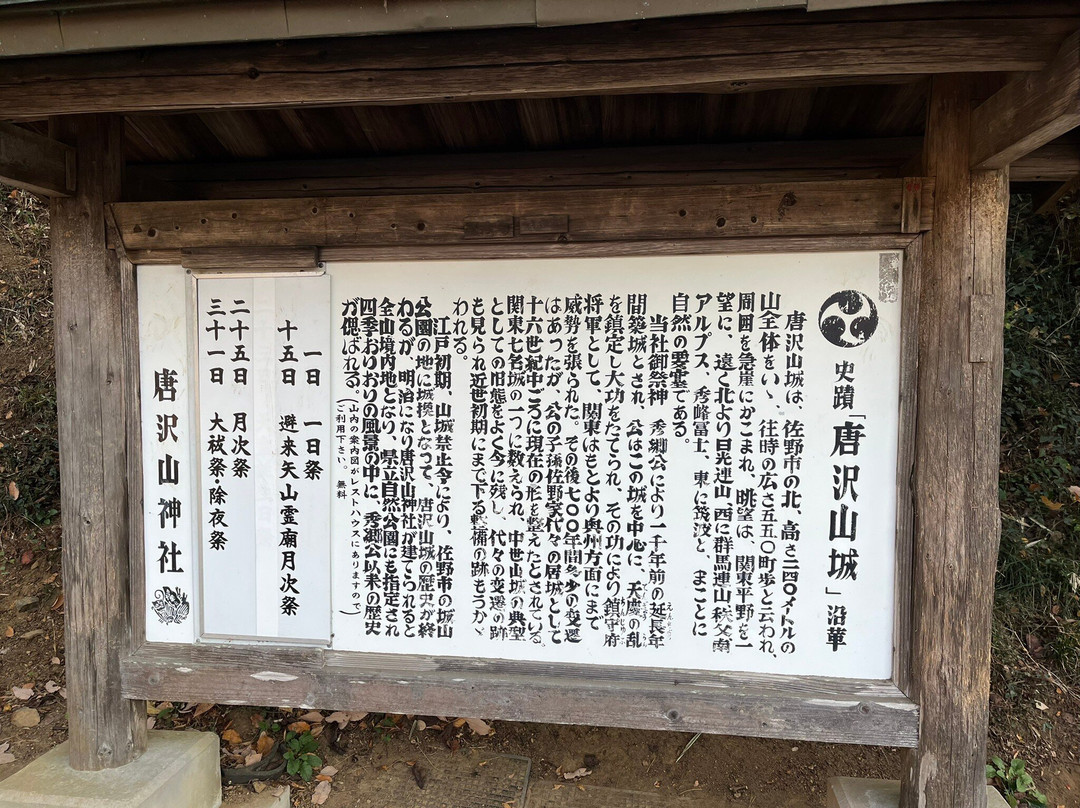 史蹟「唐沢山城」沿革
唐沢山城は、佐野市の北、高さ二四〇メトルの
山全体をいゝ、往時の広さ五五〇町歩と云われ、
周囲を急崖にかこまれ、眺望は、関東平野を一
望に、遠く北より日光連山、西に群馬連山、秩父、南
アルプス、秀峰富士、東に筑波と、まことに
自然の要害である。
当社御祭神 秀郷公により一千年前の延長年
間築城とされ、公はこの城を中心に、天慶の乱
を鎮定し大功をたてられ、その功により鎮守府
将軍として、関東はもとより奥州方面にまで
威勢を張られた。その後七〇〇年間多少の変遷
はあったが、公の子孫佐野家代々の居城として
十六世紀中ごろに現在の形を整えたとされている。
関東七名城の一つに数えられ、中世山城の典型
としての旧態をよく今に残し、代々の変遷の跡
も見られ近世初期にまで下る整備の跡もうかゞ
われる。
江戸初期、山城禁止令により、佐野市の城山
公園の地に城換となって、唐沢山城の歴史が終
わるが、明治になり唐沢山神社が建てられると
全山境内地となり、県立自然公園にも指定され
四季おりおりの風景の中に、秀郷公以来の歴史
が偲ばれる。
(山内の案内図がレストハウスにありますので
ご利用下さい。 無料)
一日 一日祭
十五日 避来矢山霊廟月次祭
二十五日 月次祭
三十一日 大祓祭・除夜祭
唐沢山神社